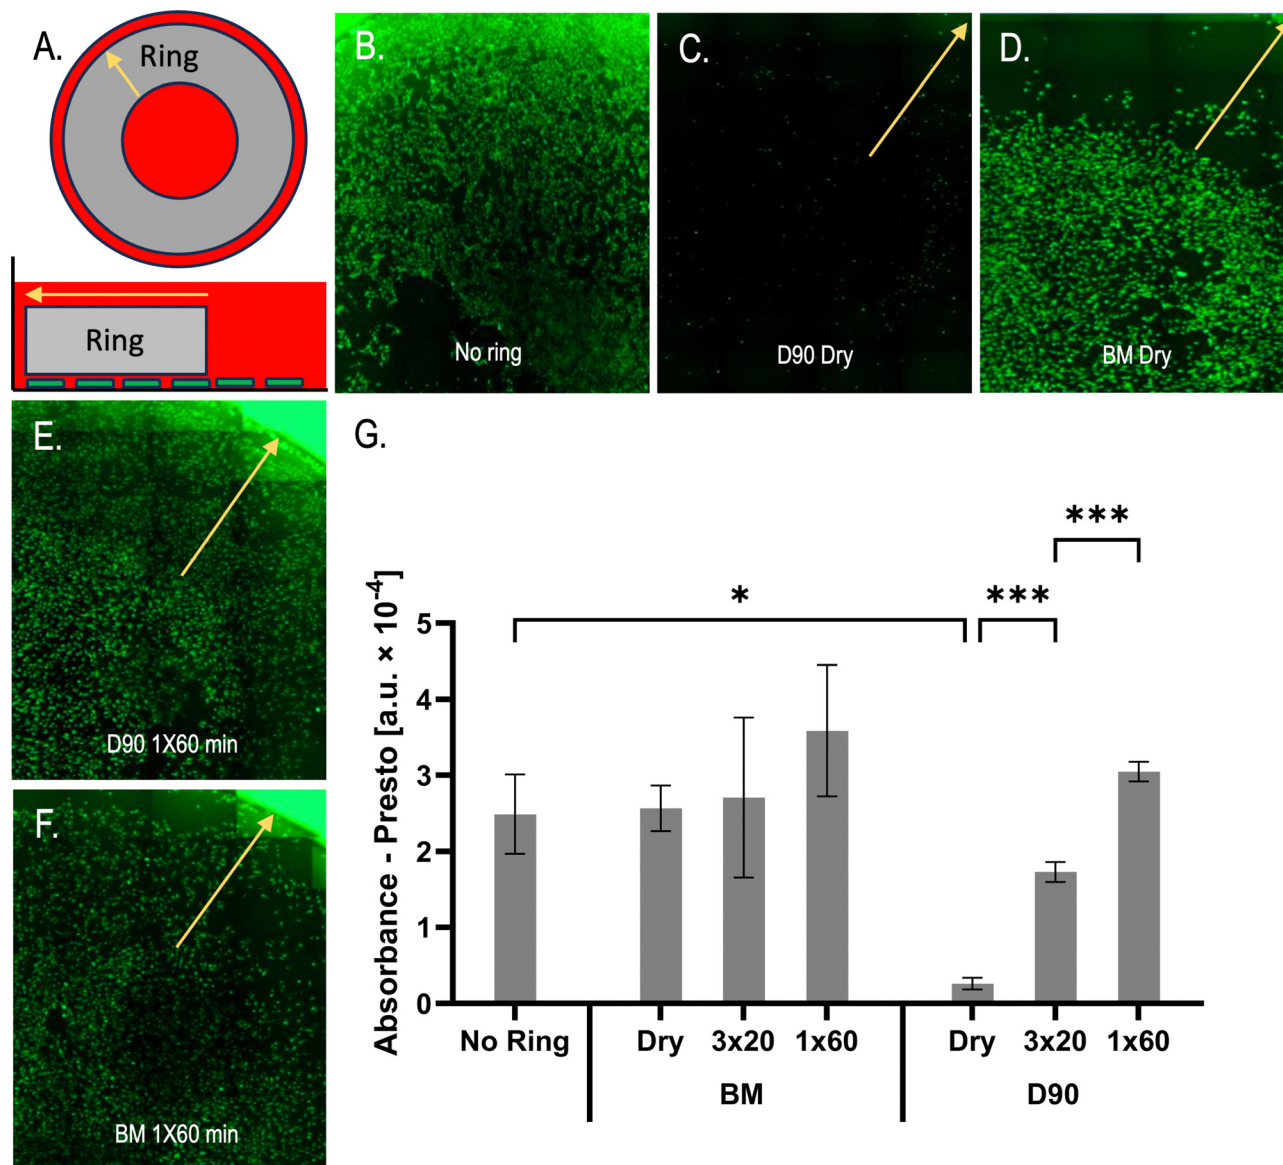 A.
Ring
Ring
B.
No ring
C.
D90 Dry
D.
BM Dry
E.
D90 1X60 min
F.
BM 1X60 min
G.
Absorbance - Presto [a.u. × 10⁻⁴]
5
4
3
2
1
0
*
***
***
No Ring
Dry
3x20
1x60
Dry
3x20
1x60
BM
D90